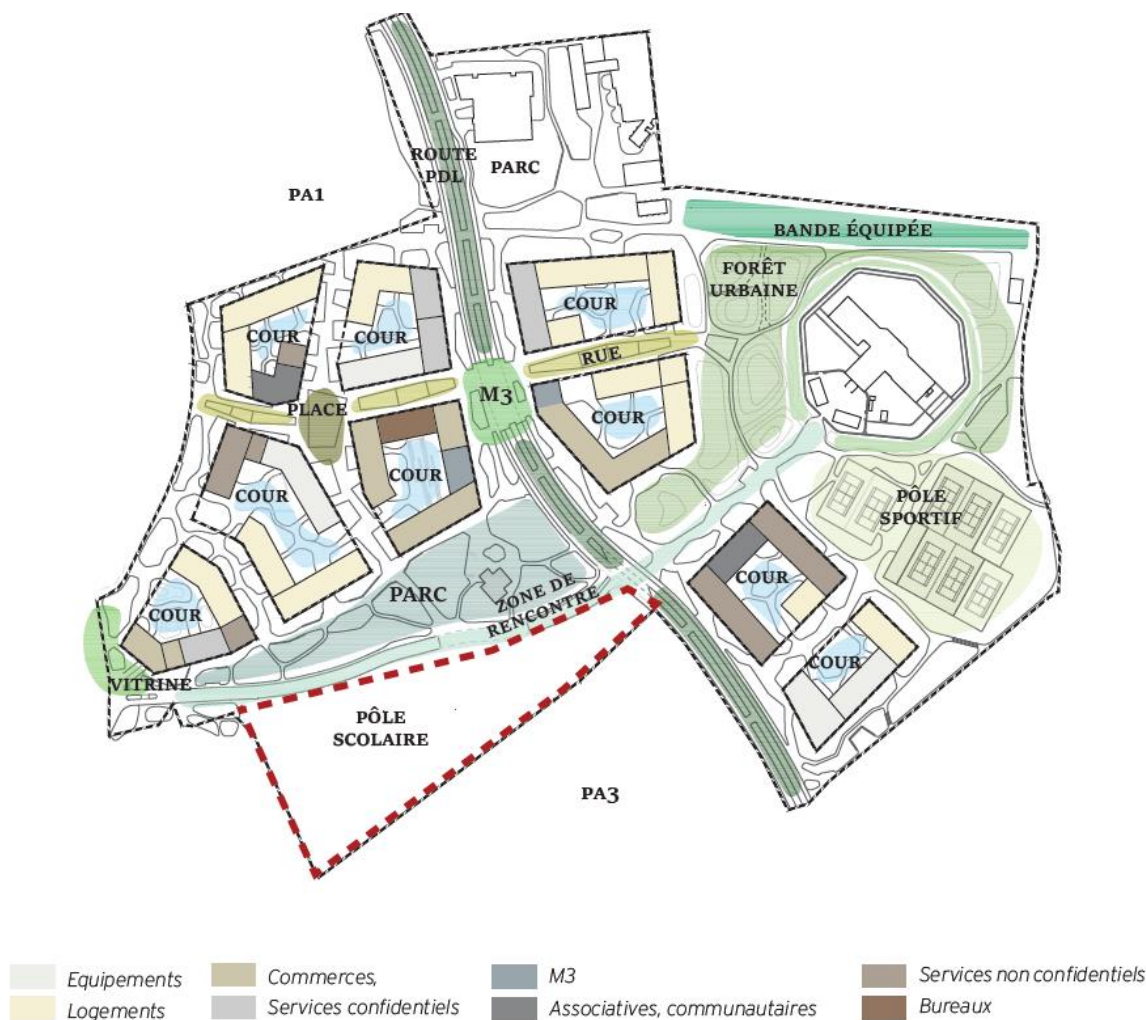 ROUTE
PDL
PARC
PA1
BANDE ÉQUIPÉE
FORÊT
URBAINE
COUR
COUR
COUR
RUE
PLACE
M3
COUR
COUR
COUR
PÔLE
SPORTIF
COUR
PARC
ZONE DE
RENCONTRE
COUR
COUR
VITRINE
PÔLE
SCOLAIRE
PA3
Equipements
Commerces,
M3
Services non confidentiels
Logements
Services confidentiels
Associatives, communautaires
Bureaux